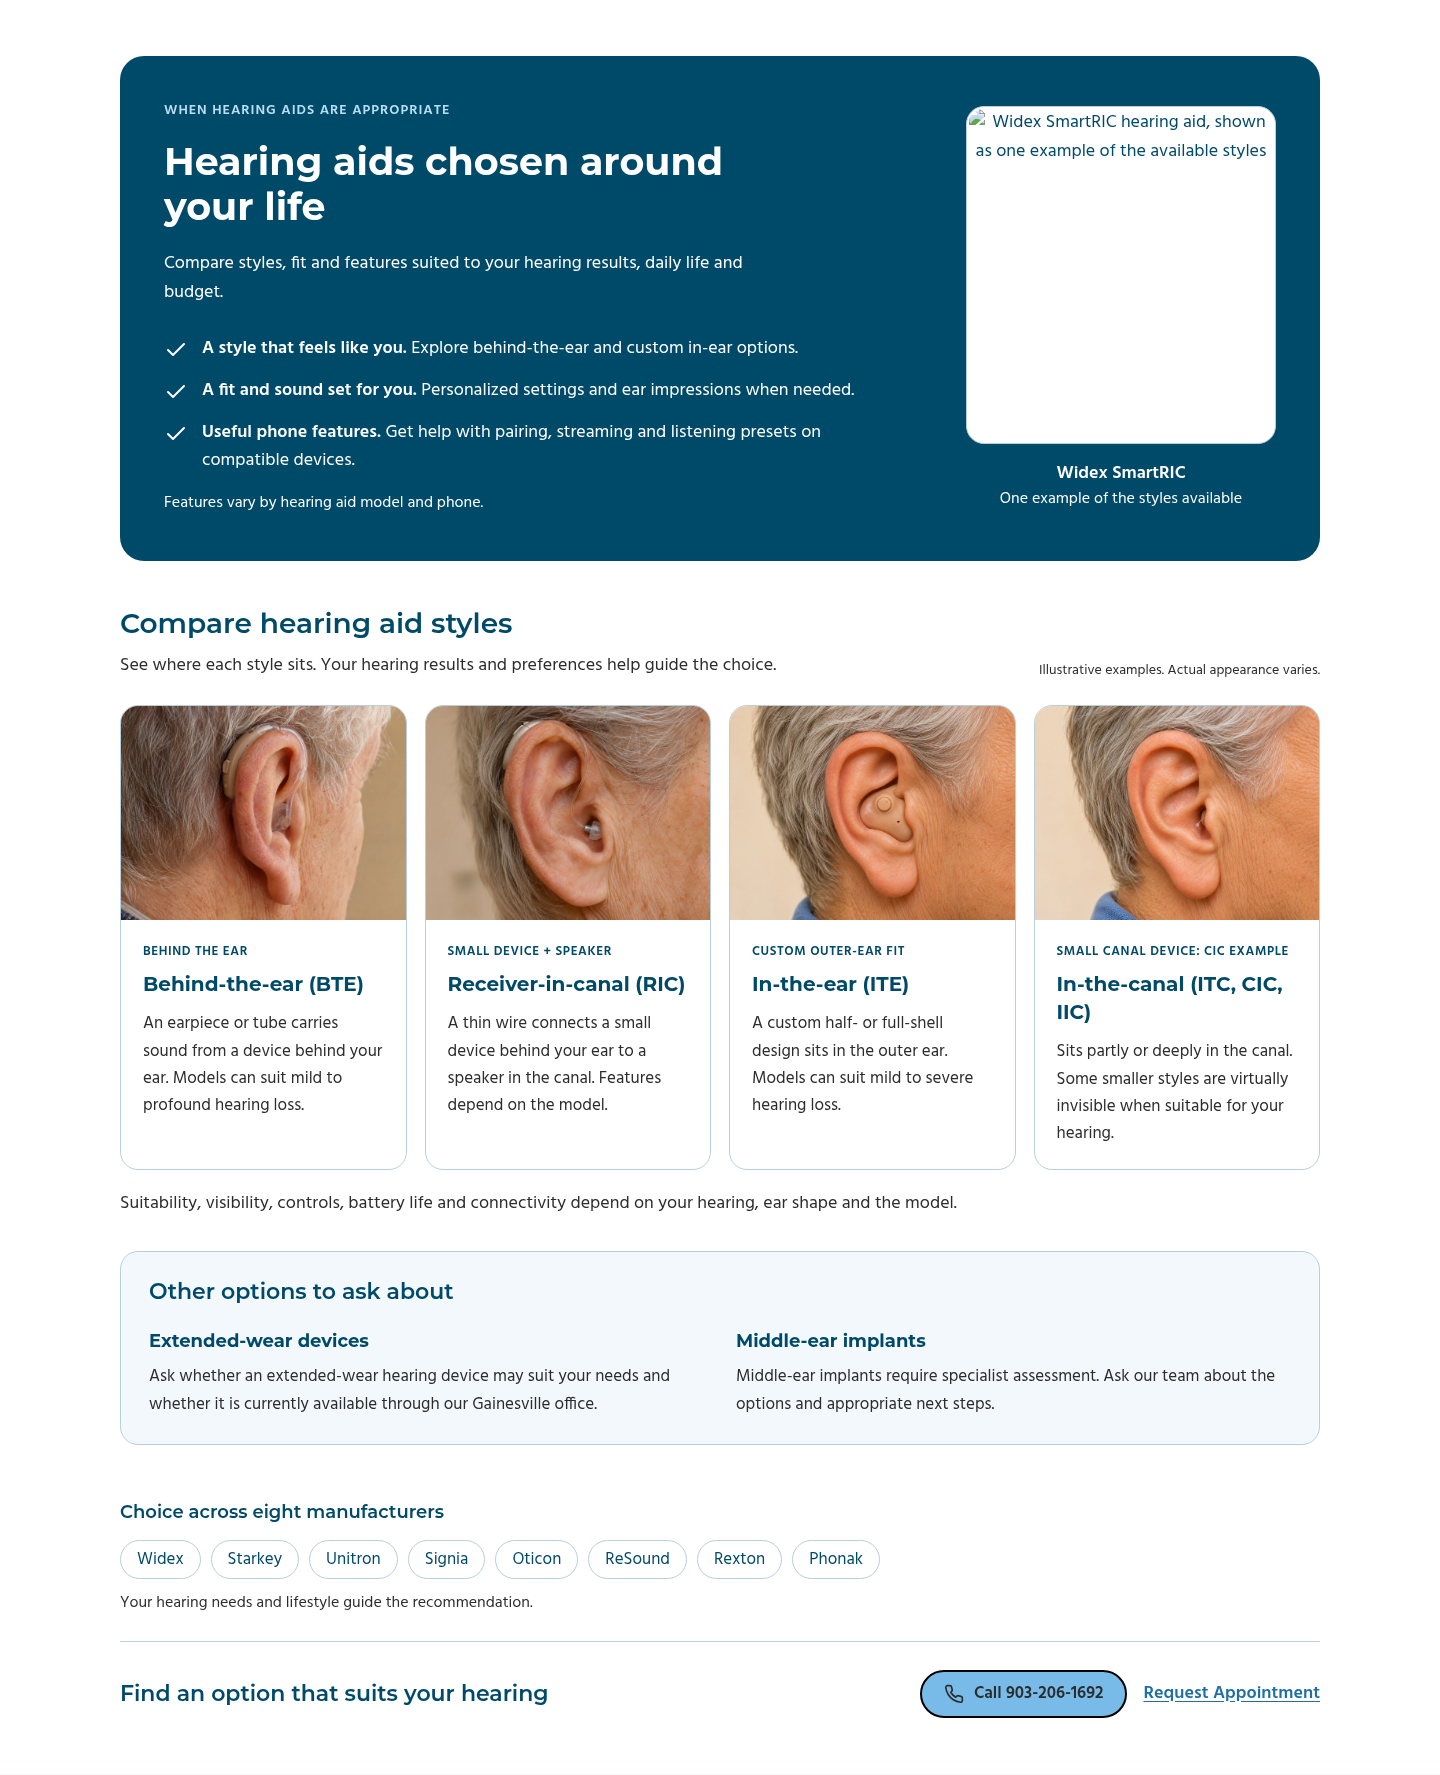 WHEN HEARING AIDS ARE APPROPRIATE
Hearing aids chosen around
your life
Compare styles, fit and features suited to your hearing results, daily life and
budget.
A style that feels like you. Explore behind-the-ear and custom in-ear options.
A fit and sound set for you. Personalized settings and ear impressions when needed.
Useful phone features. Get help with pairing, streaming and listening presets on
compatible devices.
Features vary by hearing aid model and phone.
Widex SmartRIC hearing aid, shown
as one example of the available styles
Widex SmartRIC
One example of the styles available
Compare hearing aid styles
See where each style sits. Your hearing results and preferences help guide the choice.
Illustrative examples. Actual appearance varies.
BEHIND THE EAR
Behind-the-ear (BTE)
An earpiece or tube carries
sound from a device behind your
ear. Models can suit mild to
profound hearing loss.
SMALL DEVICE + SPEAKER
Receiver-in-canal (RIC)
A thin wire connects a small
device behind your ear to a
speaker in the canal. Features
depend on the model.
CUSTOM OUTER-EAR FIT
In-the-ear (ITE)
A custom half- or full-shell
design sits in the outer ear.
Models can suit mild to severe
hearing loss.
SMALL CANAL DEVICE: CIC EXAMPLE
In-the-canal (ITC, CIC,
IIC)
Sits partly or deeply in the canal.
Some smaller styles are virtually
invisible when suitable for your
hearing.
Suitability, visibility, controls, battery life and connectivity depend on your hearing, ear shape and the model.
Other options to ask about
Extended-wear devices
Ask whether an extended-wear hearing device may suit your needs and
whether it is currently available through our Gainesville office.
Middle-ear implants
Middle-ear implants require specialist assessment. Ask our team about the
options and appropriate next steps.
Choice across eight manufacturers
Widex
Starkey
Unitron
Signia
Oticon
ReSound
Rexton
Phonak
Your hearing needs and lifestyle guide the recommendation.
Find an option that suits your hearing
Call 903-206-1692
Request Appointment